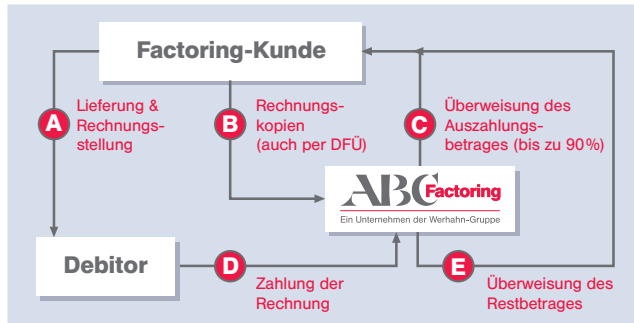 Factoring-Kunde
A
Lieferung &
Rechnungs-
stellung
B
Rechnungs-
kopien
(auch per DFÜ)
C
Überweisung des
Auszahlungs-
betrages (bis zu 90%)
ABC Factoring
Ein Unternehmen der Werhahn-Gruppe
Debitor
D
Zahlung der
Rechnung
E
Überweisung des
Restbetrages